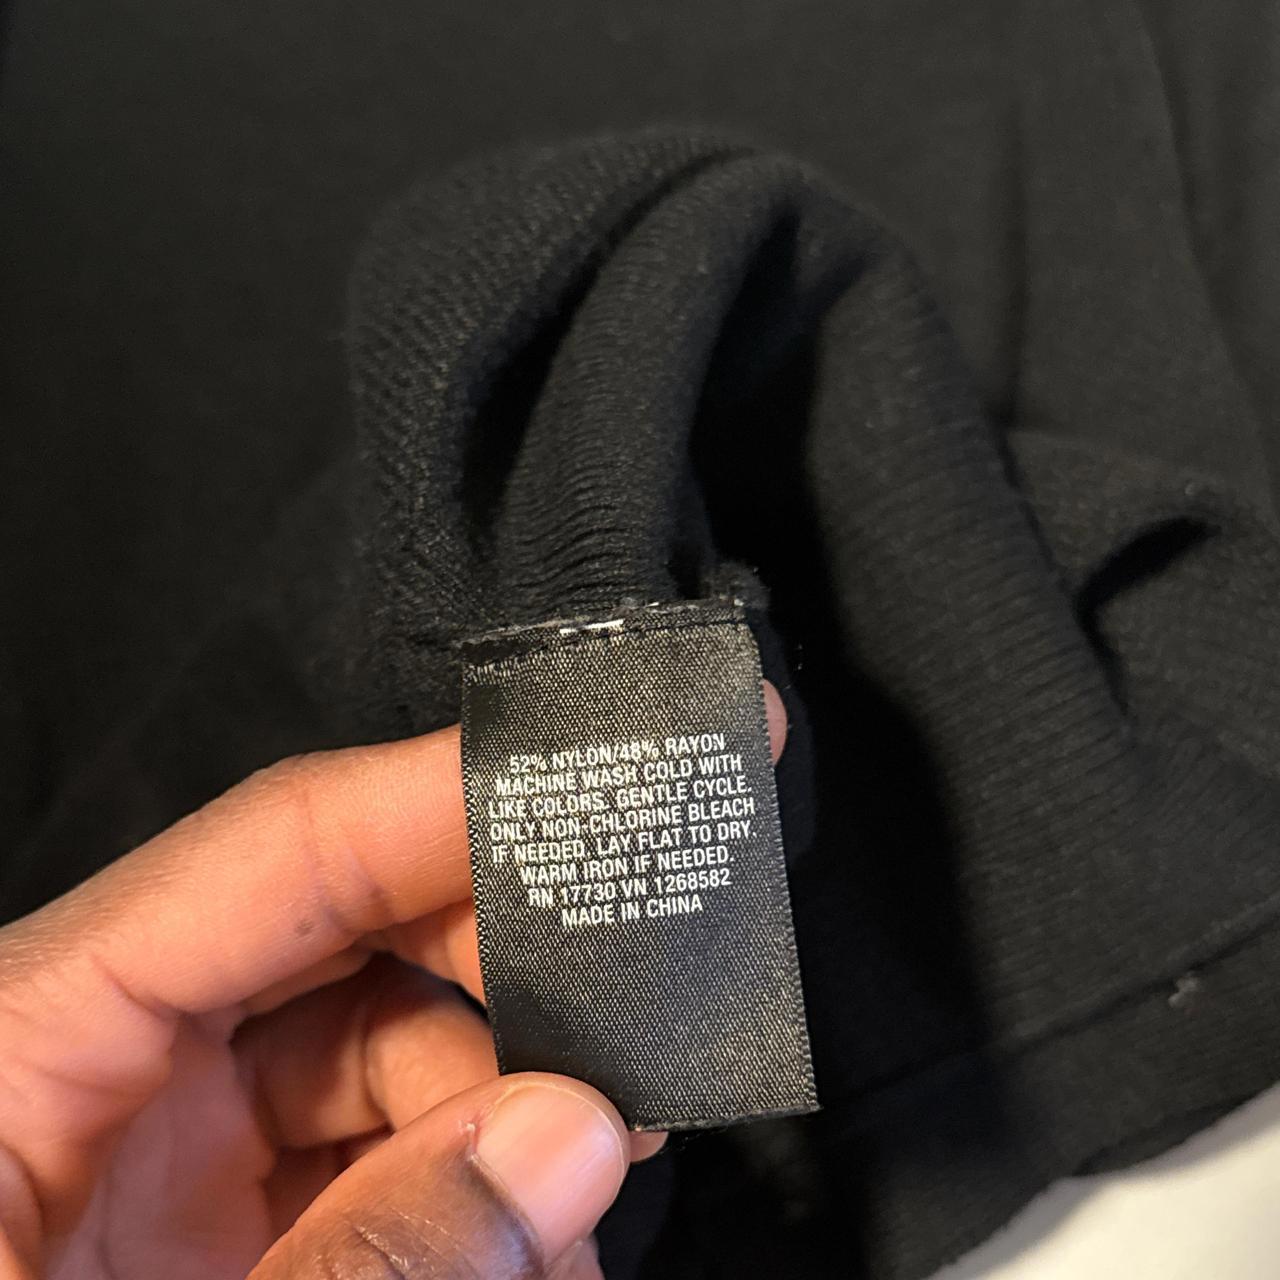 52% NYLON/48% RAYON
MACHINE WASH COLD WITH
LIKE COLORS. GENTLE CYCLE.
ONLY NON-CHLORINE BLEACH
IF NEEDED. LAY FLAT TO DRY.
WARM IRON IF NEEDED.
RN 17730 VN 1268582
MADE IN CHINA